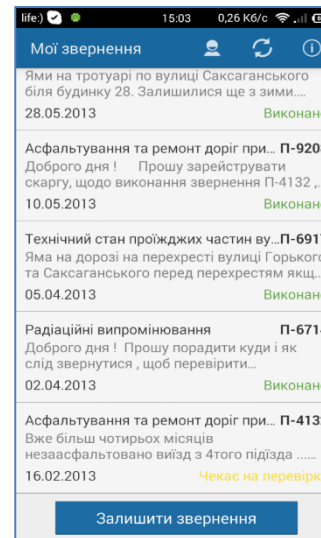 life:) 15:03 0,26 Кб/с
Мої звернення
Ями на тротуарі по вулиці Саксаганського
біля будинку 28. Залишилися ще з зими....
28.05.2013 Виконан
Асфальтування та ремонт доріг при... П-920
Доброго дня ! Прошу зареєструвати
скаргу, щодо виконання звернення П-4132 ,..
10.05.2013 Виконан
Технічний стан проїжджих частин ву...П-691
Яма на дорозі на перехресті вулиці Горького
та Саксаганського перед перехрестям якщ...
05.04.2013 Виконан
Радіаційні випромінювання П-671
Доброго дня ! Прошу порадити куди і як
слід звернутися , щоб перевірити...
02.04.2013 Виконан
Асфальтування та ремонт доріг при... П-413
Вже більш чотирьох місяців
незаасфальтовано виїзд з 4того підїзда ......
16.02.2013 Чекає на перевірк
Залишити звернення